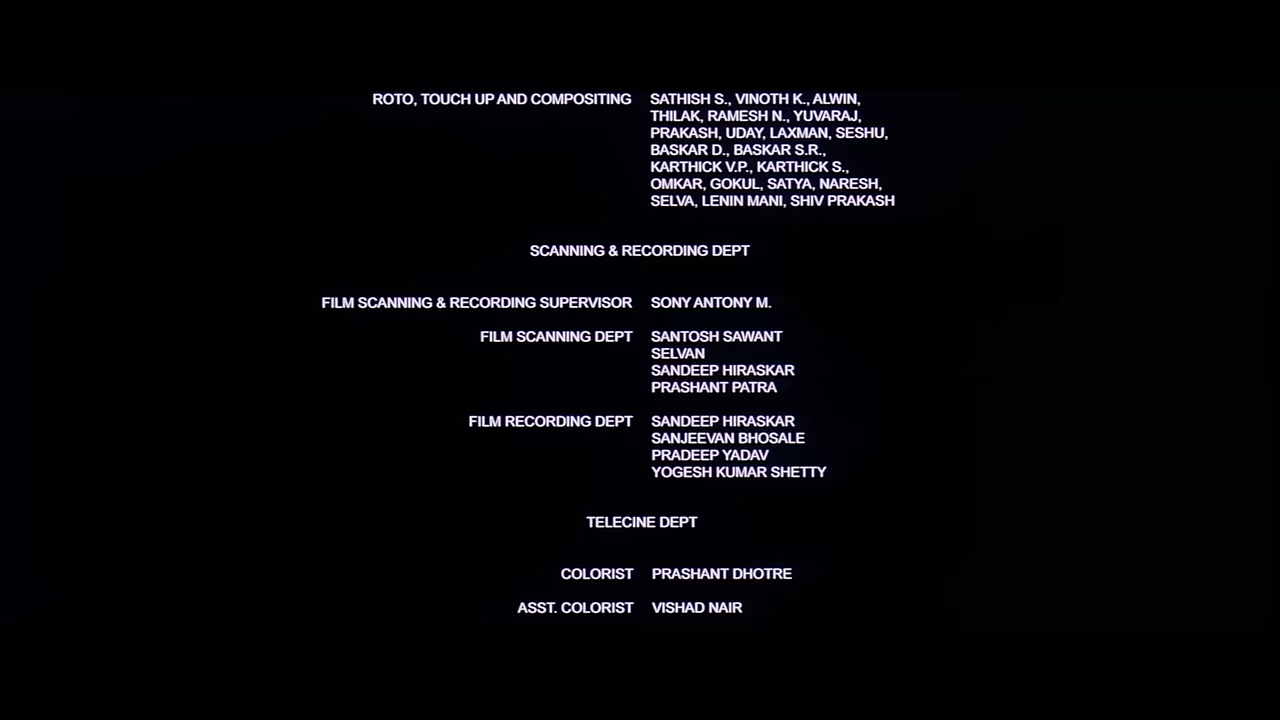 ROTO, TOUCH UP AND COMPOSITING SATHISH S., VINOTH K., ALWIN,
THILAK, RAMESH N., YUVARAJ,
PRAKASH, UDAY, LAXMAN, SESHU,
BASKAR D., BASKAR S.R.,
KARTHICK V.P., KARTHICK S.,
OMKAR, GOKUL, SATYA, NARESH,
SELVA, LENIN MANI, SHIV PRAKASH
SCANNING & RECORDING DEPT
FILM SCANNING & RECORDING SUPERVISOR SONY ANTONY M.
FILM SCANNING DEPT SANTOSH SAWANT
SELVAN
SANDEEP HIRASKAR
PRASHANT PATRA
FILM RECORDING DEPT SANDEEP HIRASKAR
SANJEEVAN BHOSALE
PRADEEP YADAV
YOGESH KUMAR SHETTY
TELECINE DEPT
COLORIST PRASHANT DHOTRE
ASST. COLORIST VISHAD NAIR